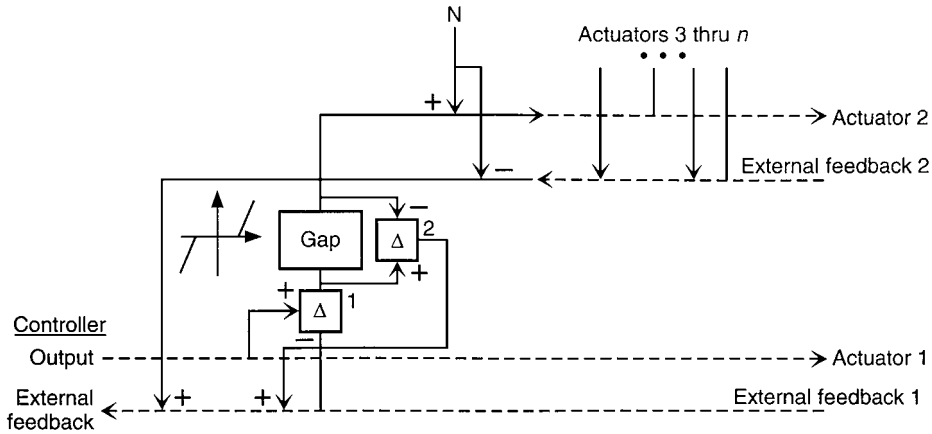 N
Actuators 3 thru n
• • •
+
Actuator 2
−
External feedback 2
−
Gap
Δ
2
+
+
Δ
1
Controller
−
Output
Actuator 1
External
feedback
+
+
External feedback 1